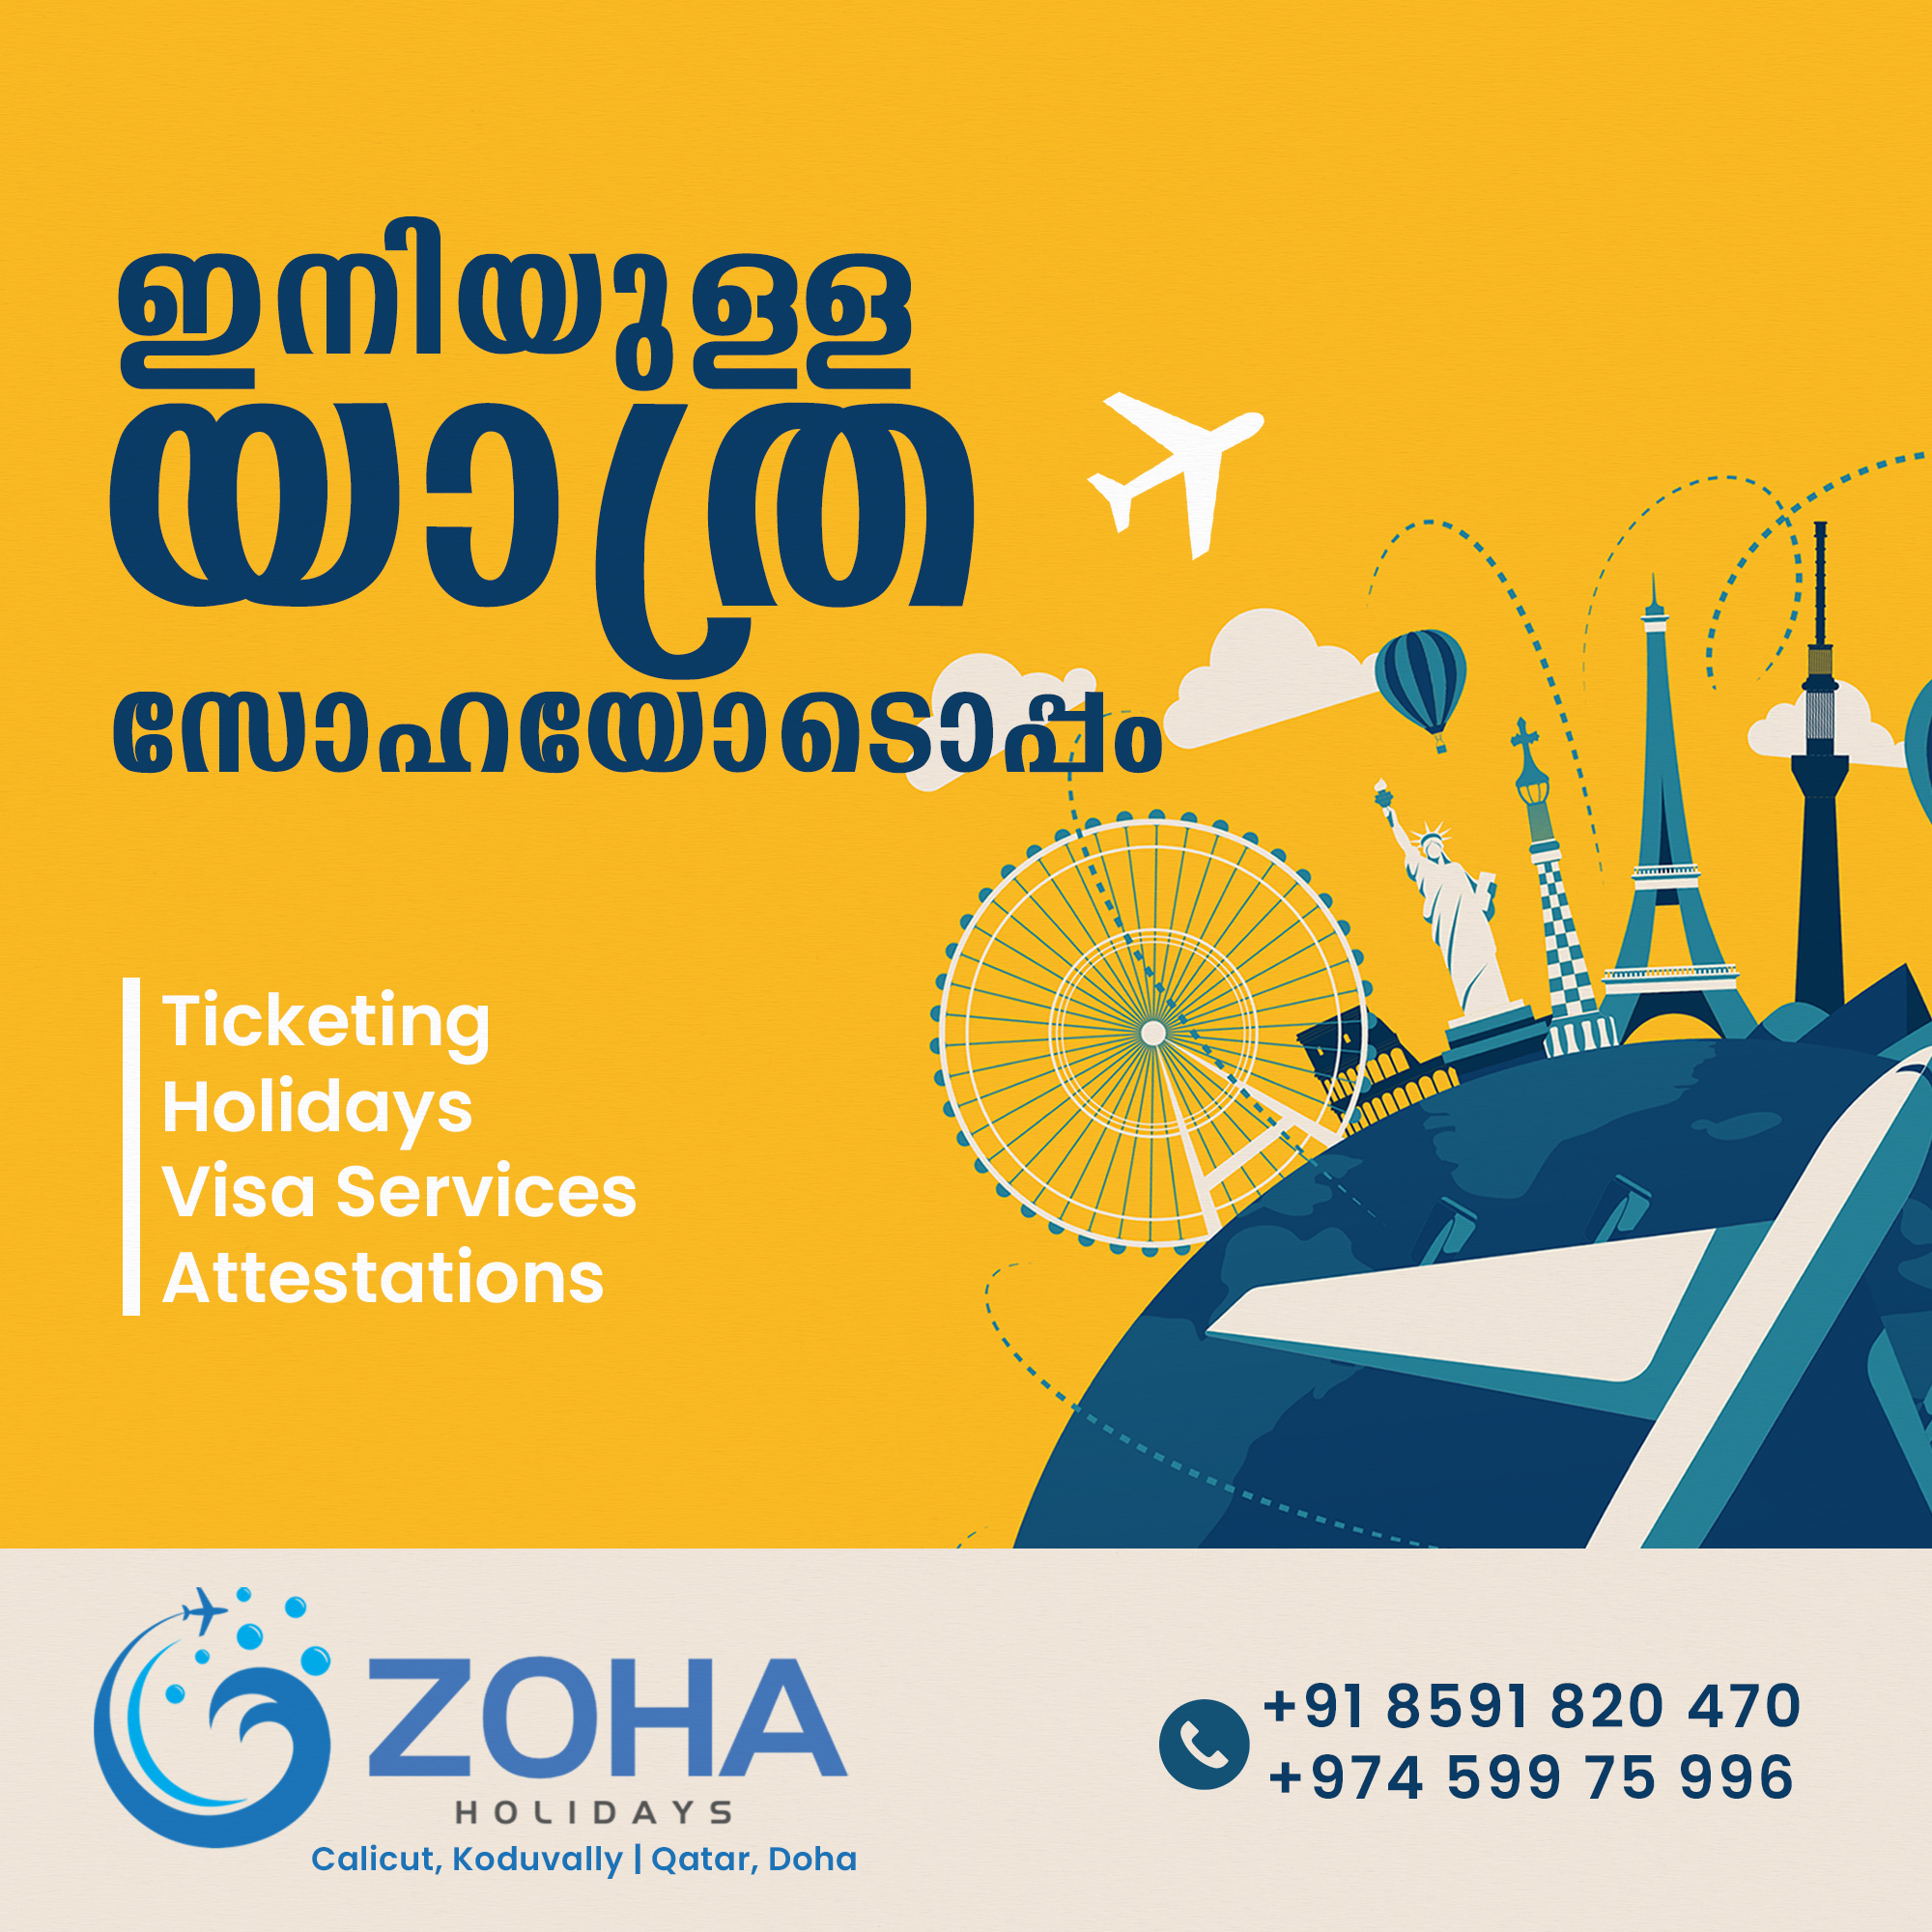 ഇനിയുള്ള
യാത്ര
സോഹയോടൊപ്പം
Ticketing
Holidays
Visa Services
Attestations
ZOHA
HOLIDAYS
Calicut, Koduvally | Qatar, Doha
+91 8591 820 470
+974 599 75 996